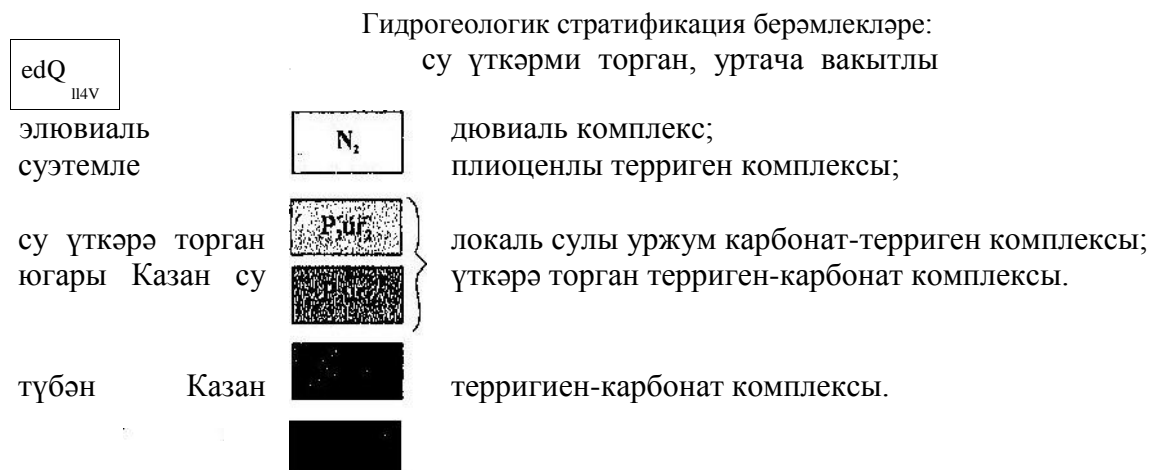 Гидрогеологик стратификация берәмлекләре:
edQ су үткәрми торган, уртача вакытлы
ll4V
элювиаль N₂ дювиаль комплекс;
суэтемле плиоценлы терриген комплексы;
су үткәрә торган P₂ur₂ локаль сулы уржум карбонат-терриген комплексы;
югары Казан су үткәрә торган терриген-карбонат комплексы.
түбән Казан терригиен-карбонат комплексы.